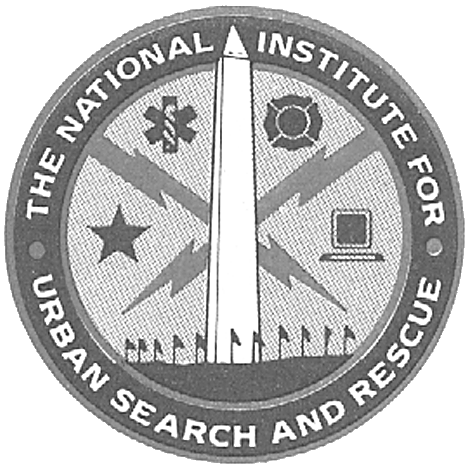 THE NATIONAL INSTITUTE FOR
URBAN SEARCH AND RESCUE